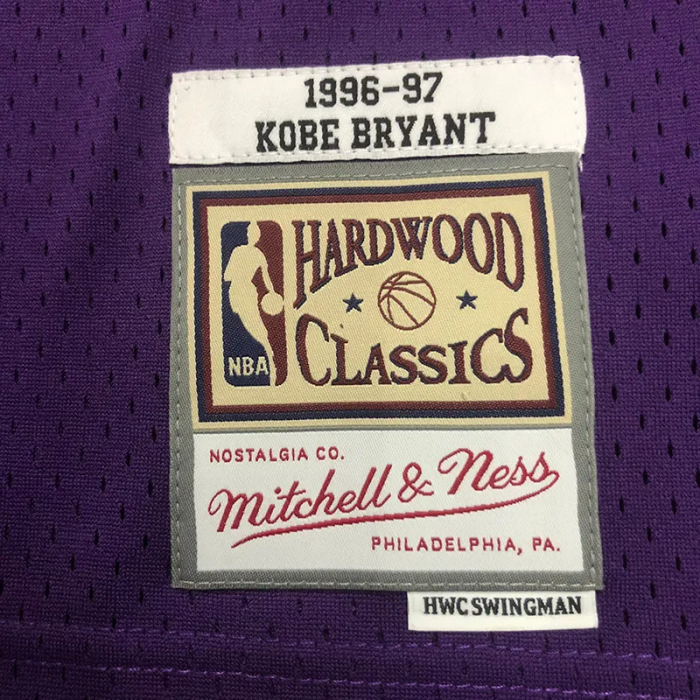 1996-97
KOBE BRYANT
HARDWOOD
CLASSICS
NBA
NOSTALGIA CO.
Mitchell & Ness
PHILADELPHIA, PA.
HWC SWINGMAN